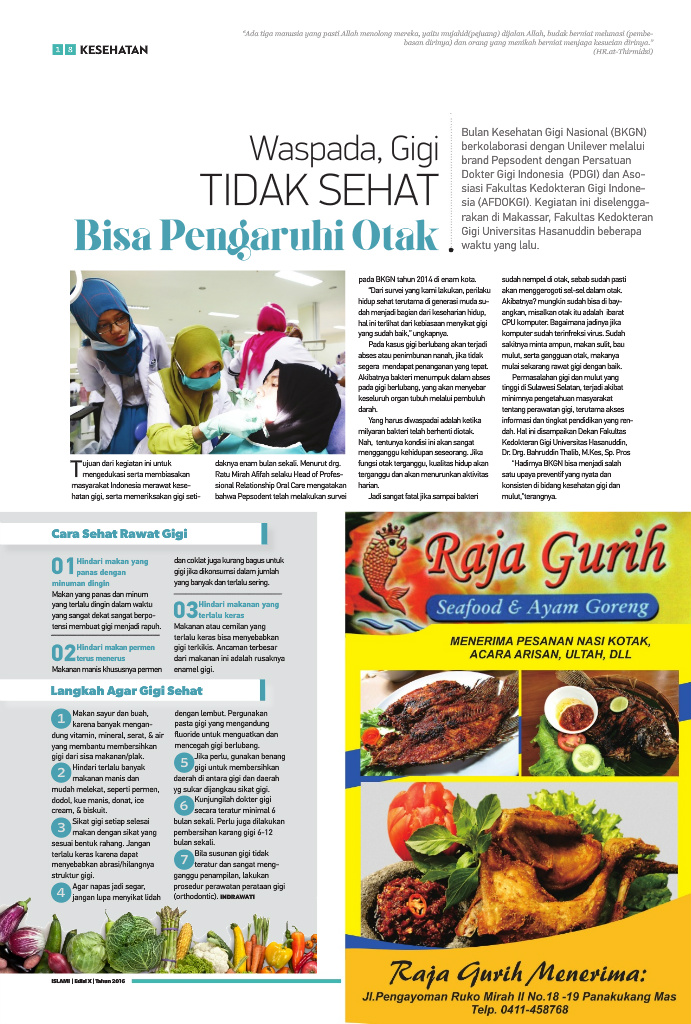 "Ada tiga manusia yang pasti Allah menolong mereka, yaitu mujahid(pejuang) dijalan Allah, budak berniat melunasi (pembe-
basan dirinya) dan orang yang menikah berniat menjaga kesucian dirinya."
(HR.at-Thirmidzi)
18 KESEHATAN
Waspada, Gigi
TIDAK SEHAT
Bisa Pengaruhi Otak
Bulan Kesehatan Gigi Nasional (BKGN)
berkolaborasi dengan Unilever melalui
brand Pepsodent dengan Persatuan
Dokter Gigi Indonesia (PDGI) dan Aso-
siasi Fakultas Kedokteran Gigi Indone-
sia (AFDOKGI). Kegiatan ini diselengga-
rakan di Makassar, Fakultas Kedokteran
Gigi Universitas Hasanuddin beberapa
waktu yang lalu.
Tujuan dari kegiatan ini untuk
mengedukasi serta membiasakan
masyarakat Indonesia merawat kese-
hatan gigi, serta memeriksakan gigi seti-
daknya enam bulan sekali. Menurut drg.
Ratu Mirah Afifah selaku Head of Profes-
sional Relationship Oral Care mengatakan
bahwa Pepsodent telah melakukan survei
pada BKGN tahun 2014 di enam kota.
"Dari survei yang kami lakukan, perilaku
hidup sehat terutama di generasi muda su-
dah menjadi bagian dari keseharian hidup,
hal ini terlihat dari kebiasaan menyikat gigi
yang sudah baik," ungkapnya.
Pada kasus gigi berlubang akan terjadi
abses atau penimbunan nanah, jika tidak
segera mendapat penanganan yang tepat.
Akibatnya bakteri menumpuk dalam abses
pada gigi berlubang, yang akan menyebar
keseluruh organ tubuh melalui pembuluh
darah.
Yang harus diwaspadai adalah ketika
milyaran bakteri telah berhenti diotak.
Nah, tentunya kondisi ini akan sangat
mengganggu kehidupan seseorang. Jika
fungsi otak terganggu, kualitas hidup akan
terganggu dan akan menurunkan aktivitas
harian.
Jadi sangat fatal jika sampai bakteri
sudah nempel di otak, sebab sudah pasti
akan menggerogoti sel-sel dalam otak.
Akibatnya? mungkin sudah bisa di bay-
angkan, misalkan otak itu adalah ibarat
CPU komputer. Bagaimana jadinya jika
komputer sudah terinfeksi virus. Sudah
sakitnya minta ampun, makan sulit, bau
mulut, serta gangguan otak, makanya
mulai sekarang rawat gigi dengan baik.
Permasalahan gigi dan mulut yang
tinggi di Sulawesi Selatan, terjadi akibat
minimnya pengetahuan masyarakat
tentang perawatan gigi, terutama akses
informasi dan tingkat pendidikan yang ren-
dah. Hal ini disampaikan Dekan Fakultas
Kedokteran Gigi Universitas Hasanuddin,
Dr. Drg. Bahruddin Thalib, M.Kes, Sp. Pros
"Hadirnya BKGN bisa menjadi salah
satu upaya preventif yang nyata dan
konsisten di bidang kesehatan gigi dan
mulut,"terangnya.
Cara Sehat Rawat Gigi
01 Hindari makan yang
panas dengan
minuman dingin
Makan yang panas dan minum
yang terlalu dingin dalam waktu
yang sangat dekat sangat berpo-
tensi membuat gigi menjadi rapuh.
02 Hindari makan permen
terus menerus
Makanan manis khususnya permen
dan coklat juga kurang bagus untuk
gigi jika dikonsumsi dalam jumlah
yang banyak dan terlalu sering.
03 Hindari makanan yang
terlalu keras
Makanan atau cemilan yang
terlalu keras bisa menyebabkan
gigi terkikis. Ancaman terbesar
dari makanan ini adalah rusaknya
enamel gigi.
Langkah Agar Gigi Sehat
1 Makan sayur dan buah,
karena banyak mengan-
dung vitamin, mineral, serat, & air
yang membantu membersihkan
gigi dari sisa makanan/plak.
2 Hindari terlalu banyak
makanan manis dan
mudah melekat, seperti permen,
dodol, kue manis, donat, ice
cream, & biskuit.
3 Sikat gigi setiap selesai
makan dengan sikat yang
sesuai bentuk rahang. Jangan
terlalu keras karena dapat
menyebabkan abrasi/hilangnya
struktur gigi.
4 Agar napas jadi segar,
jangan lupa menyikat lidah
dengan lembut. Pergunakan
pasta gigi yang mengandung
fluoride untuk menguatkan dan
mencegah gigi berlubang.
5 Jika perlu, gunakan benang
gigi untuk membersihkan
daerah di antara gigi dan daerah
yg sukar dijangkau sikat gigi.
6 Kunjungilah dokter gigi
secara teratur minimal 6
bulan sekali. Perlu juga dilakukan
pembersihan karang gigi 6-12
bulan sekali.
7 Bila susunan gigi tidak
teratur dan sangat meng-
ganggu penampilan, lakukan
prosedur perawatan perataan gigi
(orthodontic). INDRAWATI
ISLAMI | Edisi X | Tahun 2016
Raja Gurih
Seafood & Ayam Goreng
MENERIMA PESANAN NASI KOTAK,
ACARA ARISAN, ULTAH, DLL
Raja Gurih Menerima:
Jl.Pengayoman Ruko Mirah II No.18 -19 Panakukang Mas
Telp. 0411-458768